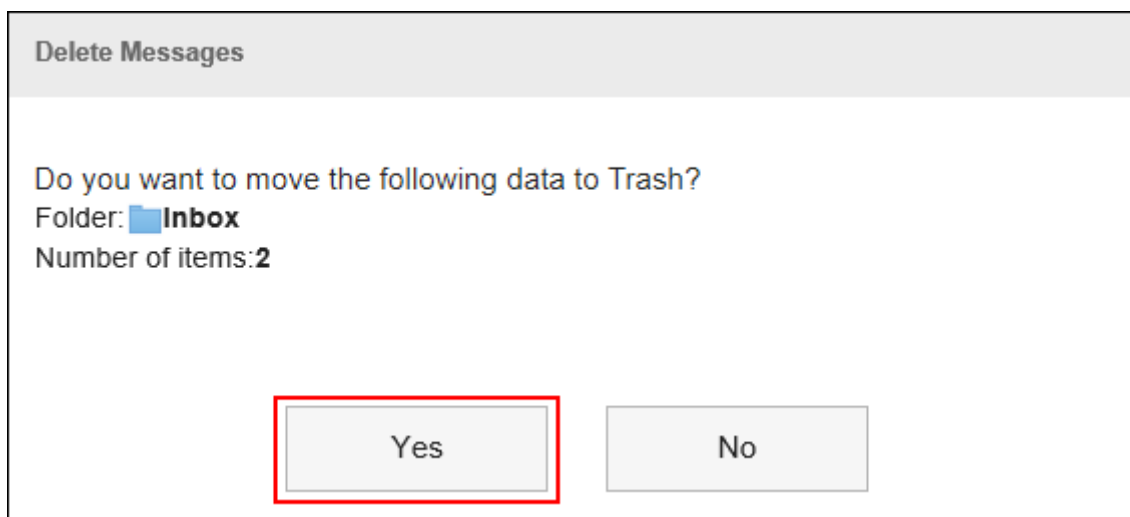 Delete Messages
Do you want to move the following data to Trash?
Folder: Inbox
Number of items:2
Yes No